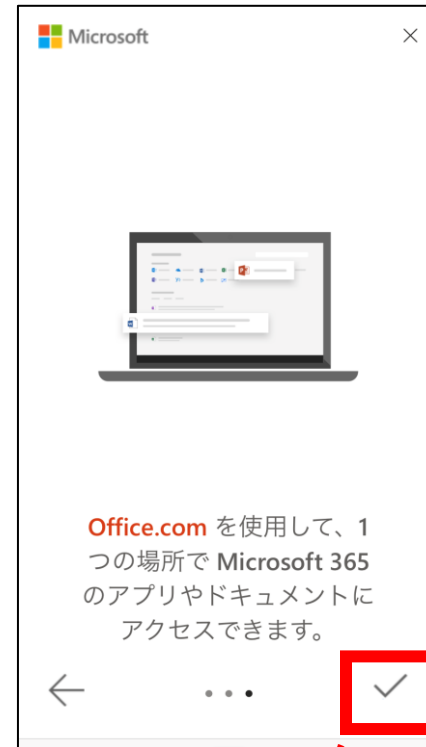 Microsoft
Office.com を使用して、1
つの場所で Microsoft 365
のアプリやドキュメントに
アクセスできます。